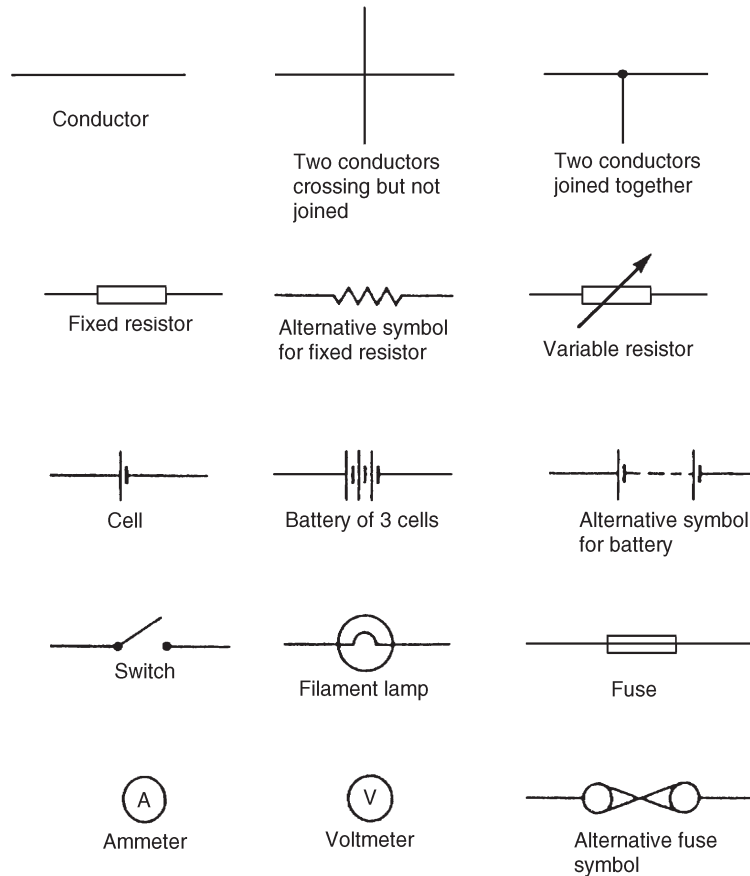 Conductor
Two conductors
crossing but not
joined
Two conductors
joined together
Fixed resistor
Alternative symbol
for fixed resistor
Variable resistor
Cell
Battery of 3 cells
Alternative symbol
for battery
Switch
Filament lamp
Fuse
A
Ammeter
V
Voltmeter
Alternative fuse
symbol